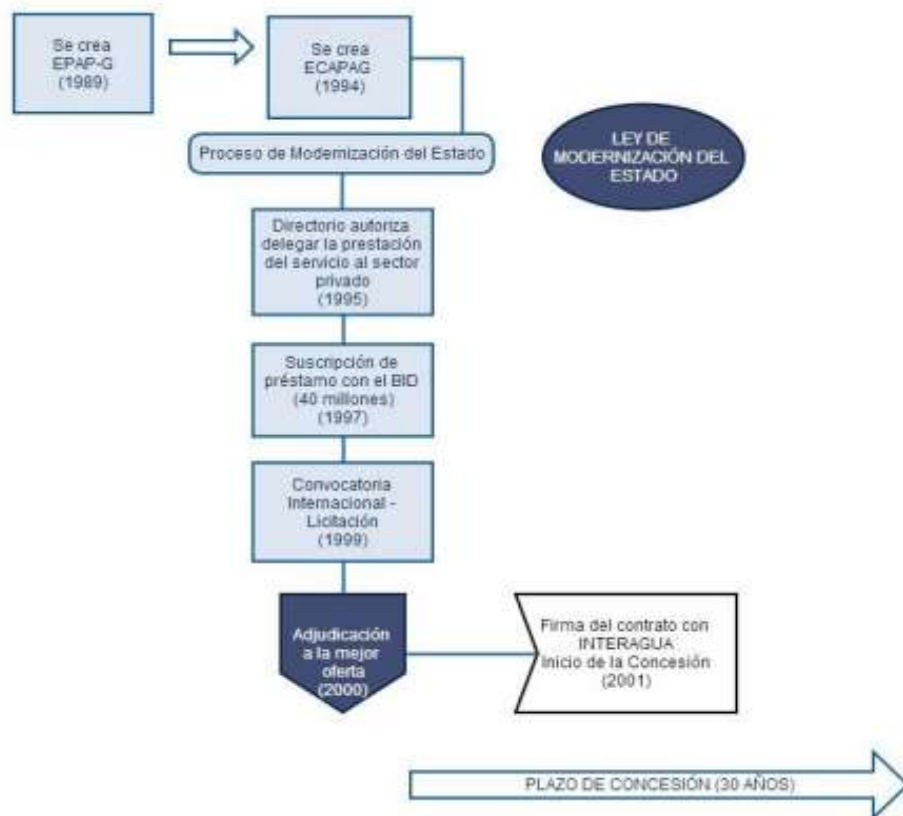 Se crea
EPAP-G
(1989)
Se crea
ECAPAG
(1994)
Proceso de Modernización del Estado
LEY DE
MODERNIZACIÓN DEL
ESTADO
Directorio autoriza
delegar la prestación
del servicio al sector
privado
(1995)
Suscripción de
préstamo con el BID
(40 millones)
(1997)
Convocatoria
Internacional -
Licitación
(1999)
Adjudicación
a la mejor
oferta
(2000)
Firma del contrato con
INTERAGUA
Inicio de la Concesión
(2001)
PLAZO DE CONCESIÓN (30 AÑOS)